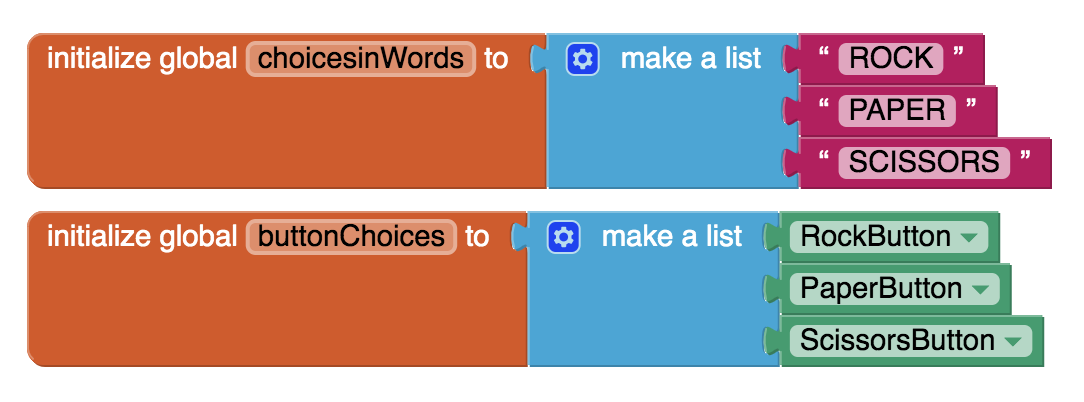 initialize global choicesinWords to make a list “ ROCK ”
“ PAPER ”
“ SCISSORS ”
initialize global buttonChoices to make a list RockButton
PaperButton
ScissorsButton